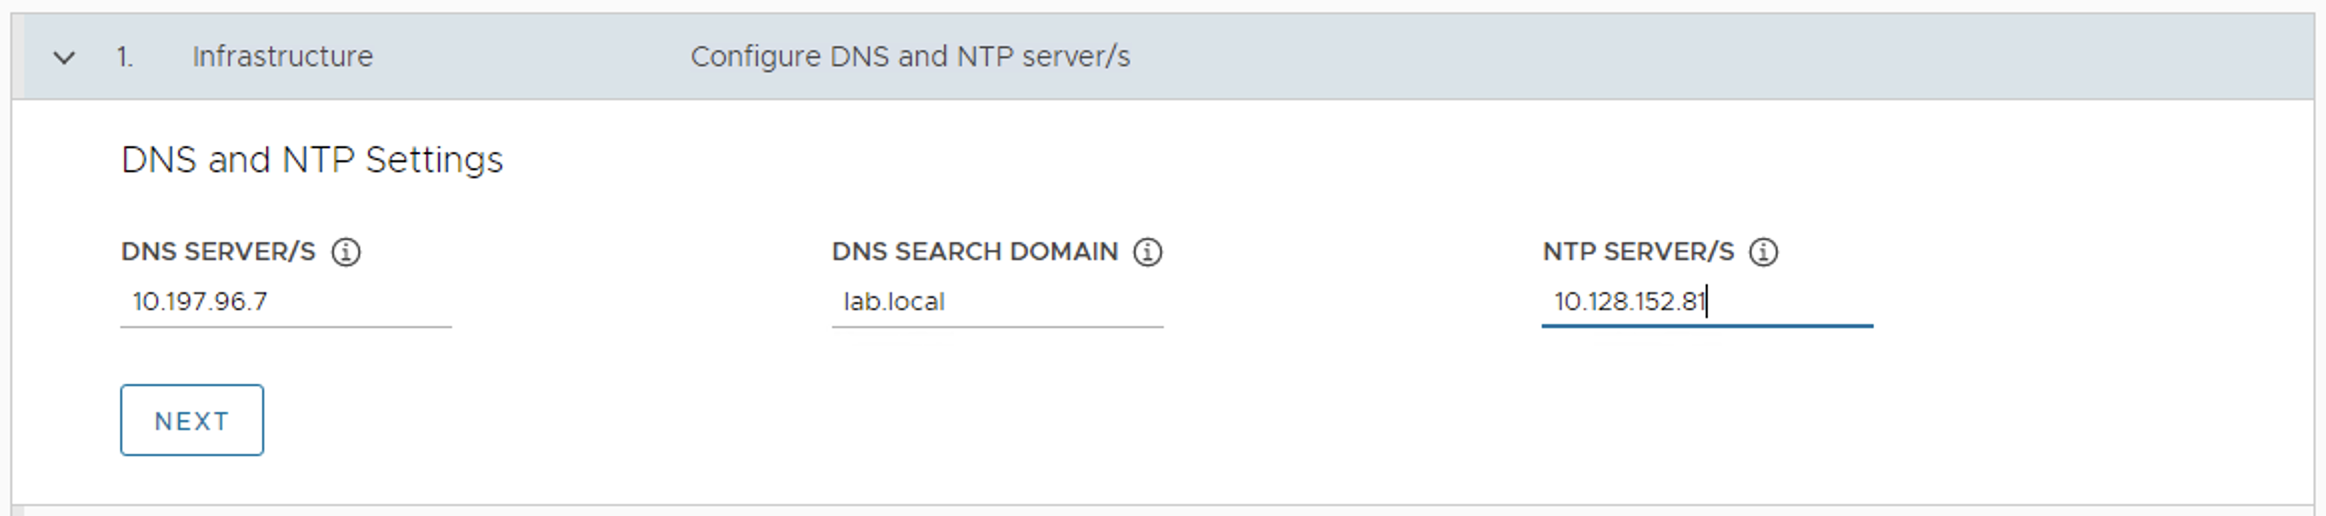 1. Infrastructure Configure DNS and NTP server/s
DNS and NTP Settings
DNS SERVER/S DNS SEARCH DOMAIN NTP SERVER/S
10.197.96.7 lab.local 10.128.152.81
NEXT